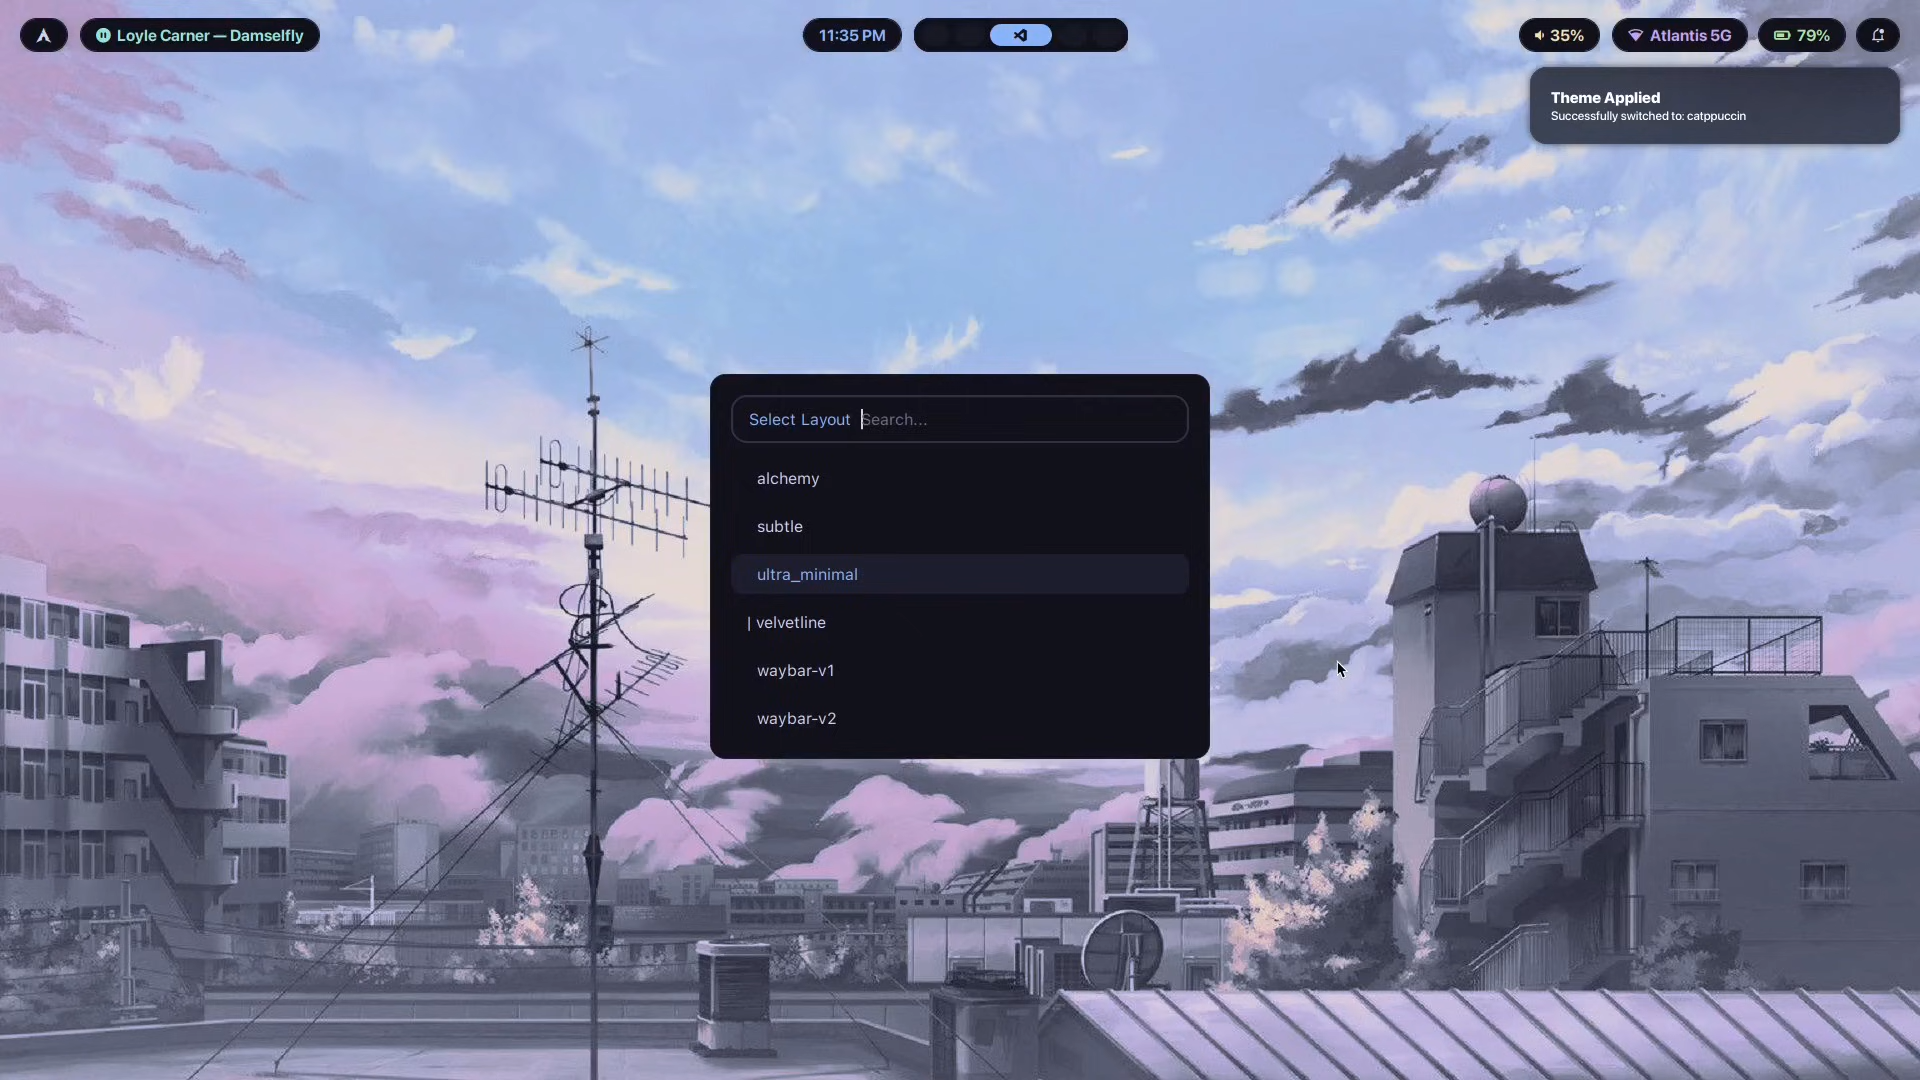 Loyle Carner — Damselfly
11:35 PM
35%
Atlantis 5G
79%
Theme Applied
Successfully switched to: catppuccin
Select Layout Search...
alchemy
subtle
ultra_minimal
| velvetline
waybar-v1
waybar-v2